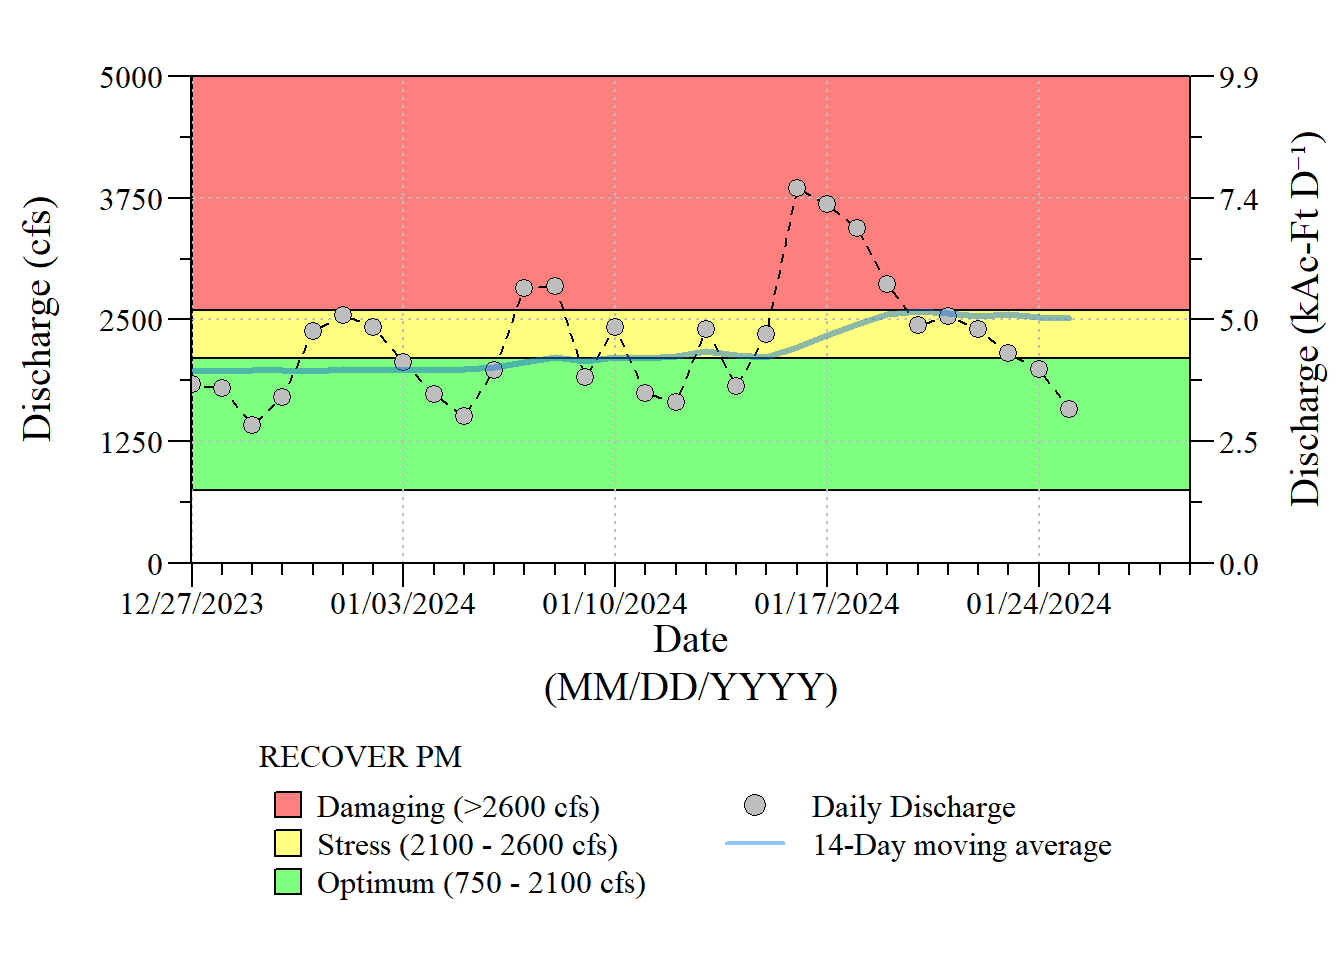 5000
3750
2500
1250
0
Discharge (cfs)
9.9
7.4
5.0
2.5
0.0
Discharge (kAc-Ft D⁻¹)
12/27/2023 01/03/2024 01/10/2024 01/17/2024 01/24/2024
Date
(MM/DD/YYYY)
RECOVER PM
Damaging (>2600 cfs)
Stress (2100 - 2600 cfs)
Optimum (750 - 2100 cfs)
Daily Discharge
14-Day moving average